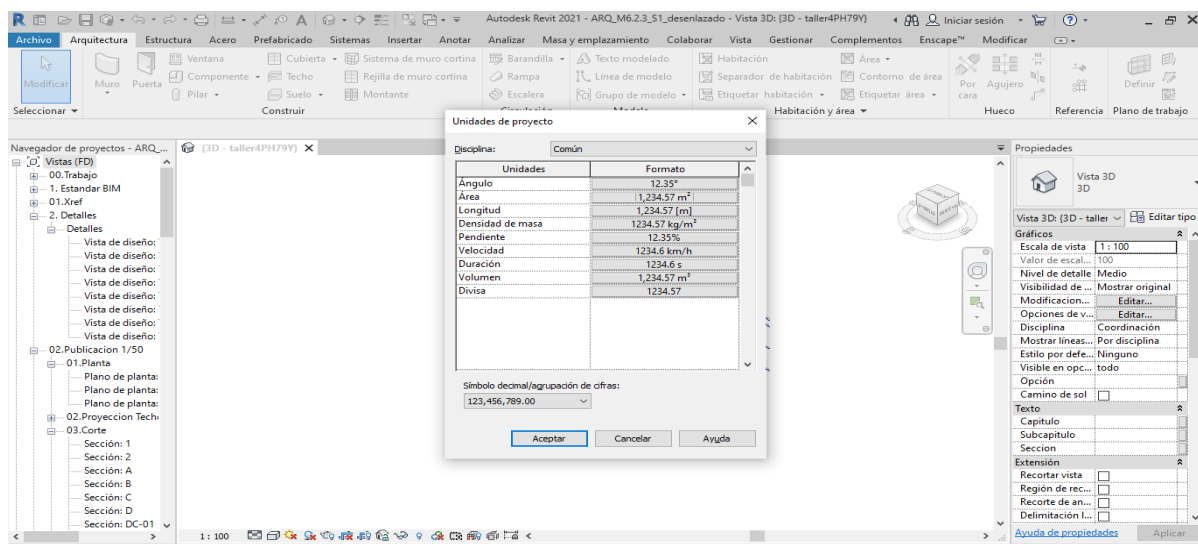 Autodesk Revit 2021 - ARQ_M6.2.3_S1_desenlazado - Vista 3D: {3D - taller4PH79Y}
Iniciar sesión
Archivo Arquitectura Estructura Acero Prefabricado Sistemas Insertar Anotar Analizar Masa y emplazamiento Colaborar Vista Gestionar Complementos Enscape™ Modificar
Modificar
Muro
Puerta
Ventana
Componente
Pilar
Cubierta
Techo
Suelo
Sistema de muro cortina
Rejilla de muro cortina
Montante
Barandilla
Rampa
Escalera
Texto modelado
Línea de modelo
Grupo de modelo
Habitación
Separador de habitación
Etiquetar habitación
Área
Contorno de área
Etiquetar área
Por cara
Agujero
Definir
Seleccionar
Construir
Circulación
Modelo
Habitación y área
Hueco
Referencia
Plano de trabajo
Navegador de proyectos - ARQ_...
Vistas (FD)
00.Trabajo
1. Estandar BIM
01.Xref
2. Detalles
Detalles
Vista de diseño:
Vista de diseño:
Vista de diseño:
Vista de diseño:
Vista de diseño:
Vista de diseño:
Vista de diseño:
Vista de diseño:
02.Publicacion 1/50
01.Planta
Plano de planta:
Plano de planta:
Plano de planta:
02.Proyeccion Tech
03.Corte
Sección: 1
Sección: 2
Sección: A
Sección: B
Sección: C
Sección: D
Sección: DC-01
{3D - taller4PH79Y}
Unidades de proyecto
Disciplina: Común
Unidades Formato
Ángulo 12.35°
Área 1,234.57 m²
Longitud 1,234.57 [m]
Densidad de masa 1234.57 kg/m³
Pendiente 12.35%
Velocidad 1234.6 km/h
Duración 1234.6 s
Volumen 1,234.57 m³
Divisa 1234.57
Símbolo decimal/agrupación de cifras:
123,456,789.00
Aceptar Cancelar Ayuda
1 : 100
Propiedades
Vista 3D
3D
Vista 3D: {3D - taller
Editar tipo
Gráficos
Escala de vista 1 : 100
Valor de escal... 100
Nivel de detalle Medio
Visibilidad de ... Mostrar original
Modificacion... Editar...
Opciones de v... Editar...
Disciplina Coordinación
Mostrar líneas... Por disciplina
Estilo por defe... Ninguno
Visible en opc... todo
Opción
Camino de sol
Texto
Capitulo
Subcapitulo
Seccion
Extensión
Recortar vista
Región de rec...
Recorte de an...
Delimitación l...
Ayuda de propiedades
Aplicar